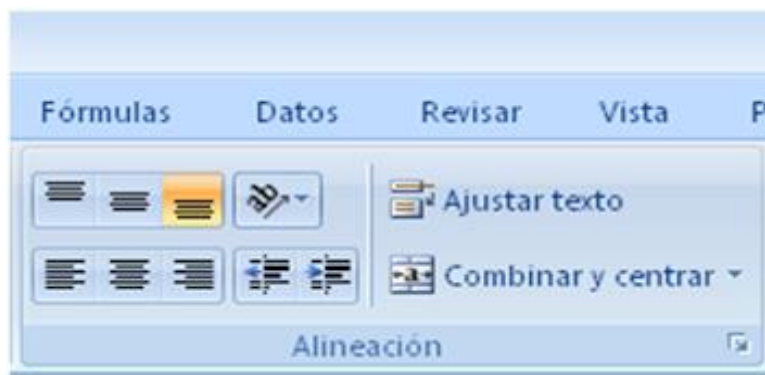 Fórmulas Datos Revisar Vista P
Ajustar texto
Combinar y centrar
Alineación